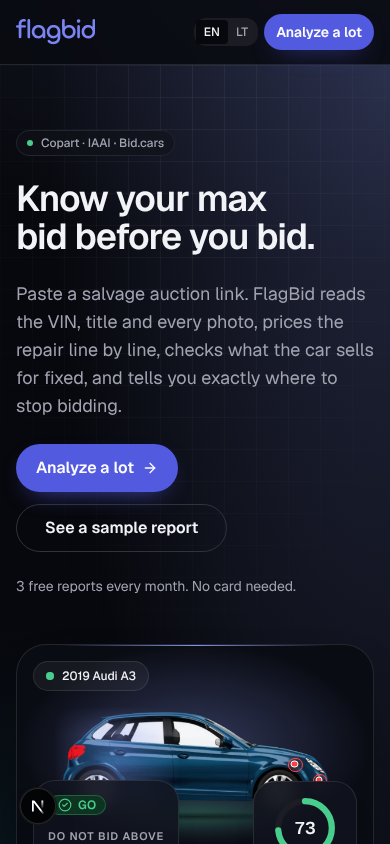 flagbid
EN LT
Analyze a lot
Copart · IAAI · Bid.cars
Know your max
bid before you bid.
Paste a salvage auction link. FlagBid reads
the VIN, title and every photo, prices the
repair line by line, checks what the car sells
for fixed, and tells you exactly where to
stop bidding.
Analyze a lot →
See a sample report
3 free reports every month. No card needed.
2019 Audi A3
N
GO
DO NOT BID ABOVE
73